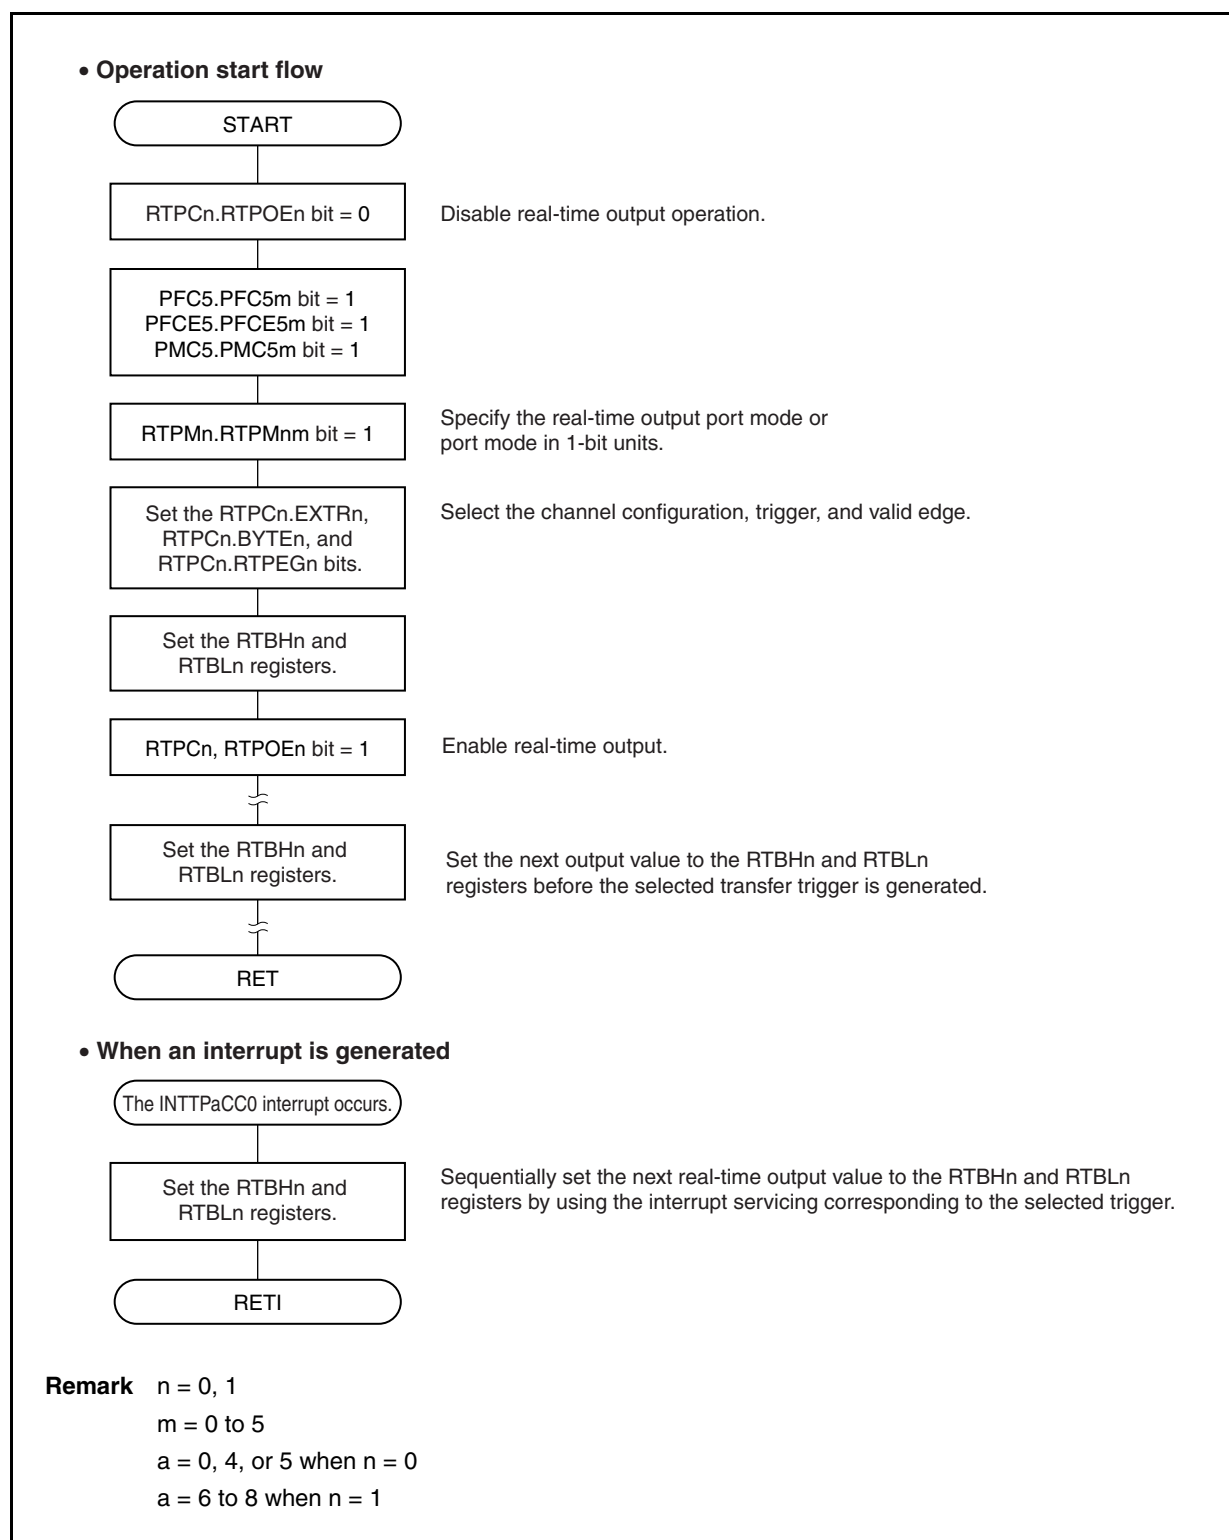 • Operation start flow
START
RTPCn.RTPOEn bit = 0
Disable real-time output operation.
PFC5.PFC5m bit = 1
PFCE5.PFCE5m bit = 1
PMC5.PMC5m bit = 1
RTPMn.RTPMnm bit = 1
Specify the real-time output port mode or
port mode in 1-bit units.
Set the RTPCn.EXTRn,
RTPCn.BYTEn, and
RTPCn.RTPEGn bits.
Select the channel configuration, trigger, and valid edge.
Set the RTBHn and
RTBLn registers.
RTPCn, RTPOEn bit = 1
Enable real-time output.
Set the RTBHn and
RTBLn registers.
Set the next output value to the RTBHn and RTBLn
registers before the selected transfer trigger is generated.
RET
• When an interrupt is generated
The INTTPaCC0 interrupt occurs.
Set the RTBHn and
RTBLn registers.
Sequentially set the next real-time output value to the RTBHn and RTBLn
registers by using the interrupt servicing corresponding to the selected trigger.
RETI
Remark n = 0, 1
m = 0 to 5
a = 0, 4, or 5 when n = 0
a = 6 to 8 when n = 1